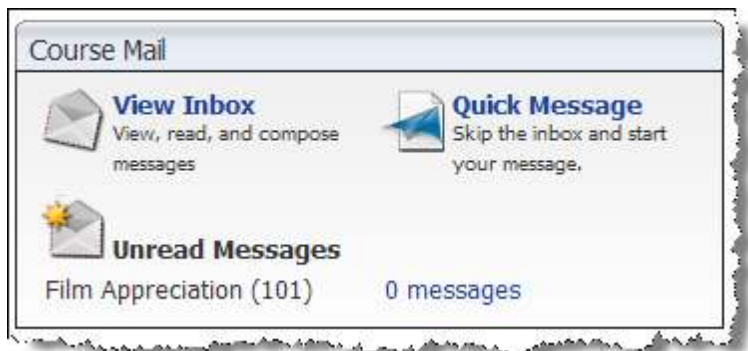 Course Mail
View Inbox
View, read, and compose
messages
Quick Message
Skip the inbox and start
your message.
Unread Messages
Film Appreciation (101) 0 messages